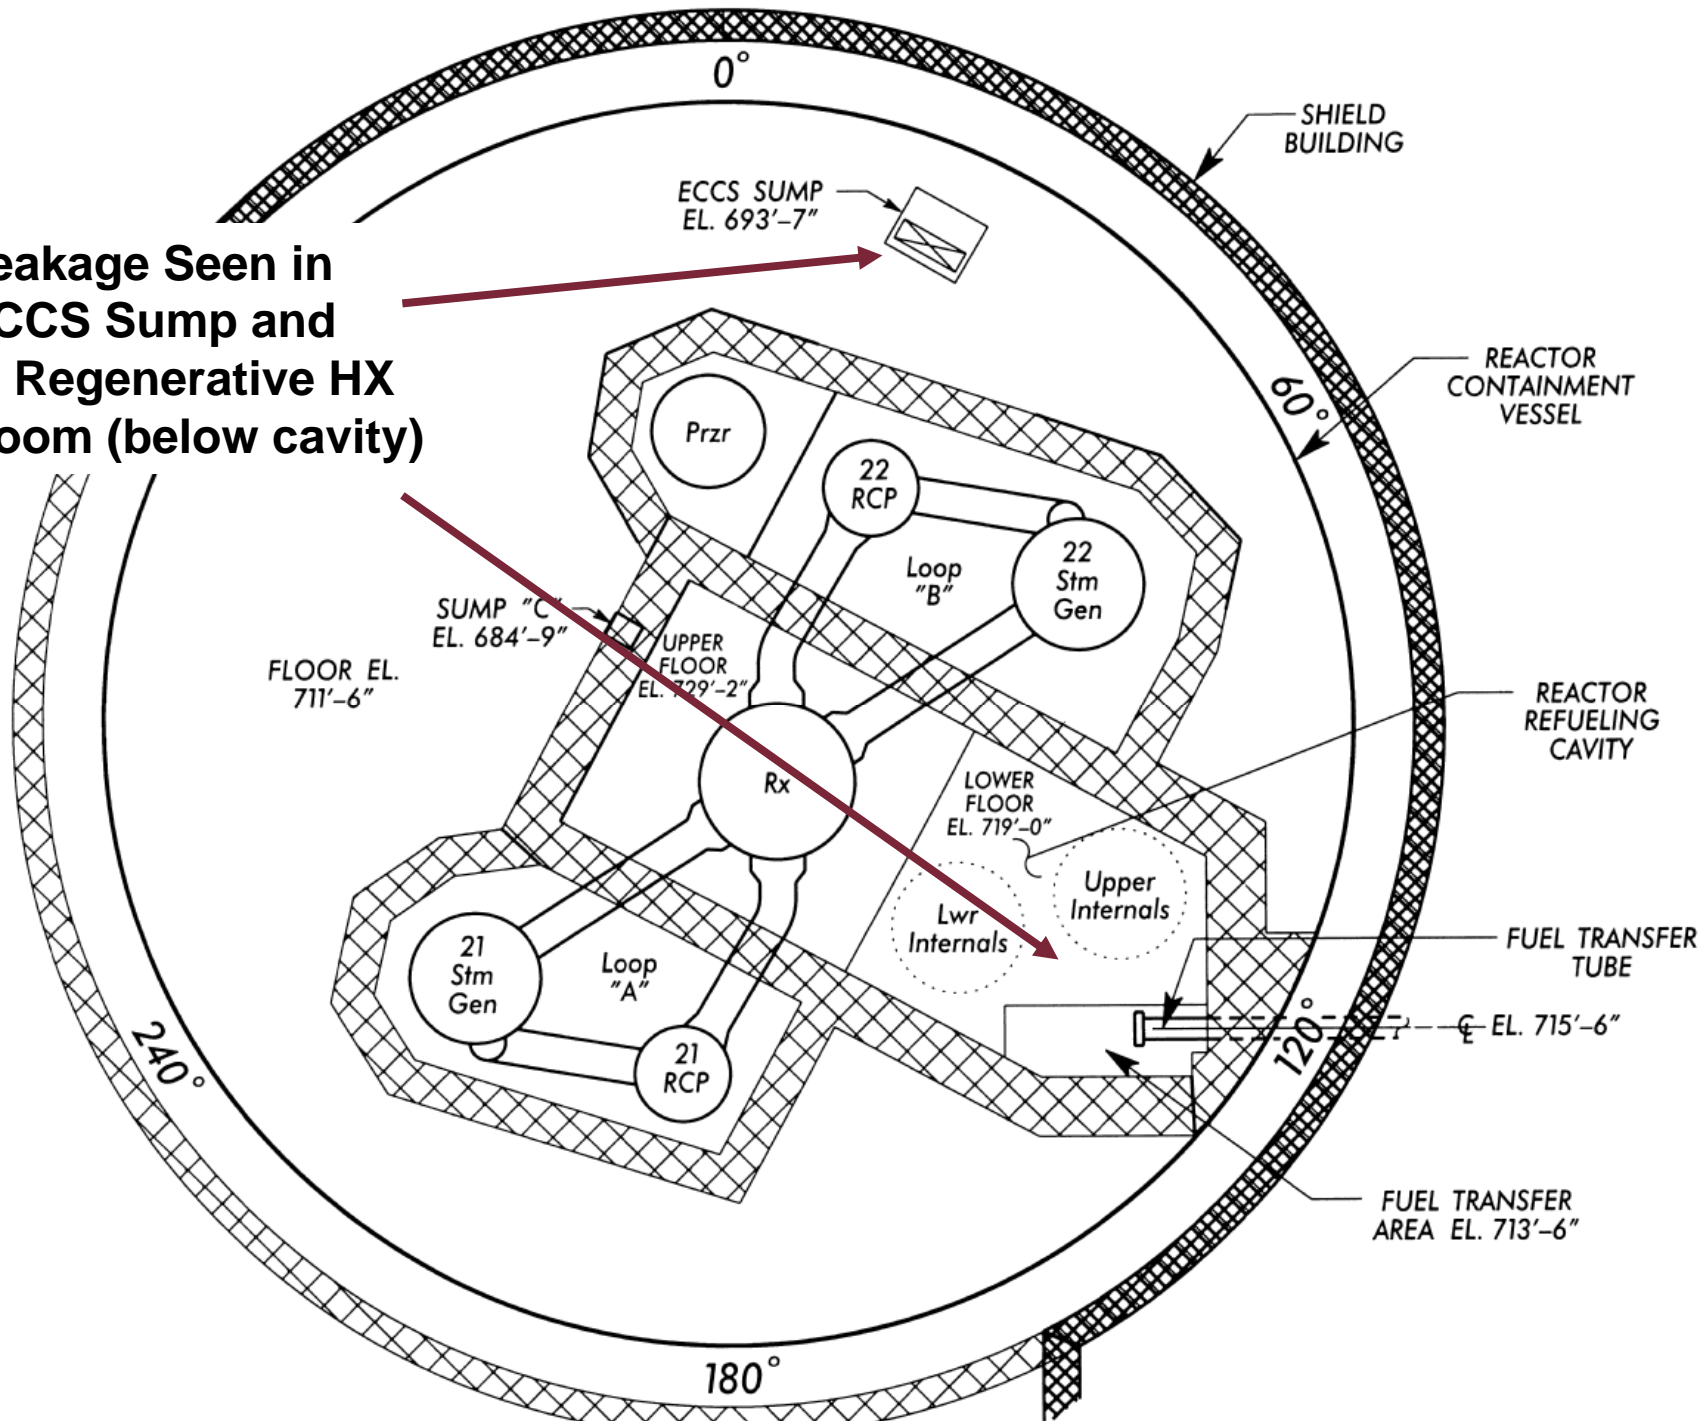 0°
SHIELD
BUILDING
ECCS SUMP
EL. 693'-7"
eakage Seen in
CCS Sump and
Regenerative HX
oom (below cavity)
REACTOR
CONTAINMENT
VESSEL
60°
Przr
22
RCP
22
Stm
Gen
Loop
"B"
SUMP "C"
EL. 684'-9"
UPPER
FLOOR
EL. 729'-2"
FLOOR EL.
711'-6"
REACTOR
REFUELING
CAVITY
Rx
LOWER
FLOOR
EL. 719'-0"
Upper
Internals
Lwr
Internals
FUEL TRANSFER
TUBE
21
Stm
Gen
Loop
"A"
℄ EL. 715'-6"
120°
240°
21
RCP
FUEL TRANSFER
AREA EL. 713'-6"
180°